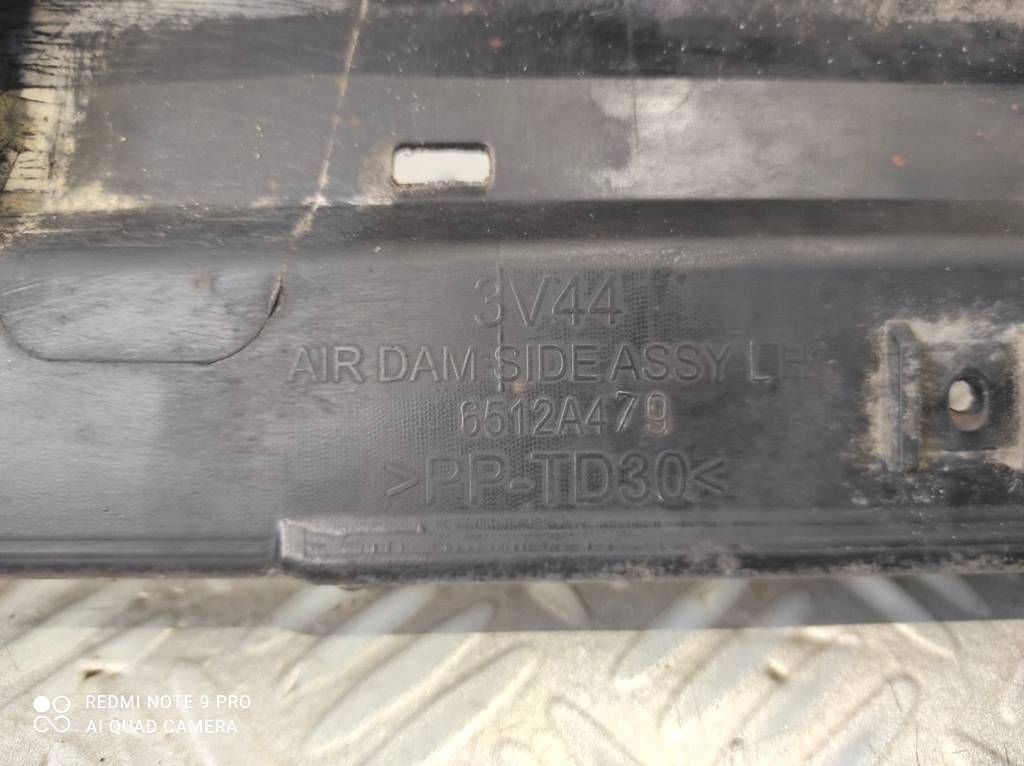 3V44
AIR DAM SIDE ASSY LH
6512A479
>PP-TD30<
REDMI NOTE 9 PRO
AI QUAD CAMERA